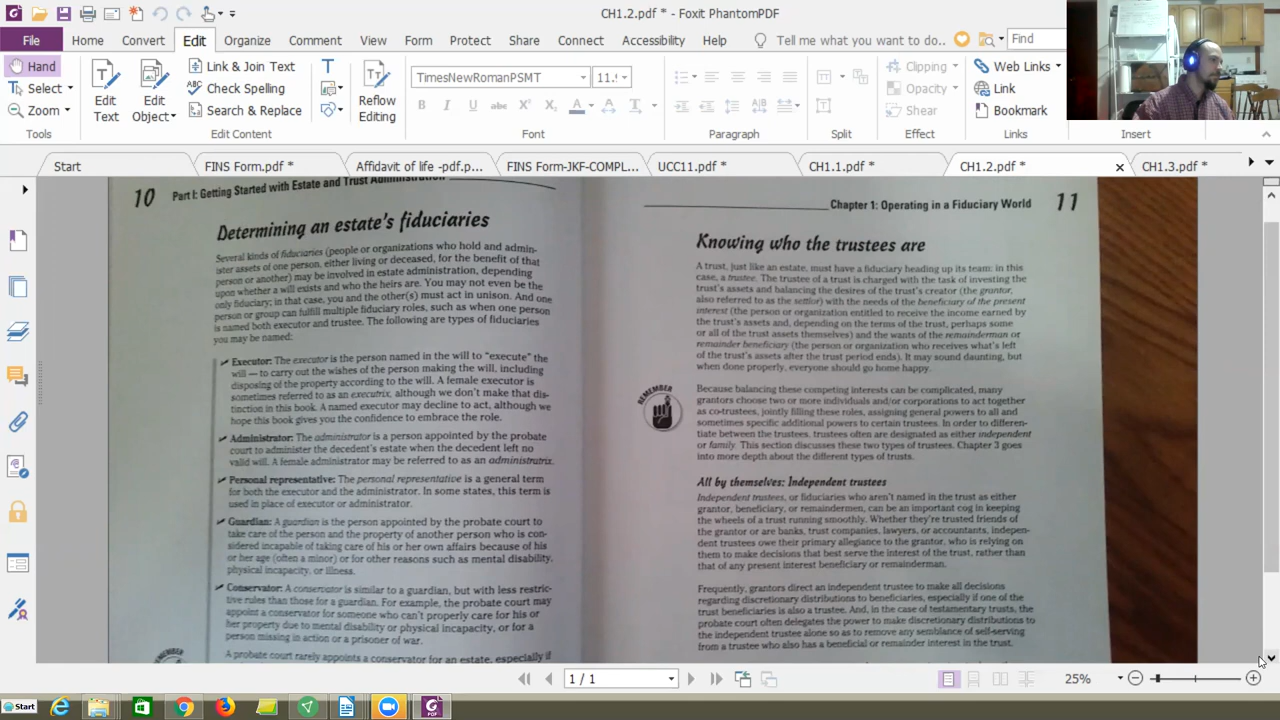 CH1.2.pdf * - Foxit PhantomPDF
File Home Convert Edit Organize Comment View Form Protect Share Connect Accessibility Help Tell me what you want to do.. Find
Hand
Select
Zoom
Tools
Edit Text
Edit Object
Link & Join Text
Check Spelling
Search & Replace
Edit Content
Reflow Editing
TimesNewRomanPSMT
B I U abc X² X₂ A
Font
Paragraph
Split
Clipping
Opacity
Shear
Effect
Web Links
Link
Bookmark
Links
Insert
Start FINS Form.pdf * Affidavit of life -pdf.p... FINS Form-JKF-COMPL... UCC11.pdf * CH1.1.pdf * CH1.2.pdf * CH1.3.pdf *
10 Part I: Getting Started with Estate and Trust Administration
Determining an estate's fiduciaries
Several kinds of fiduciaries (people or organizations who hold and admin-
ister assets of one person, either living or deceased, for the benefit of that
person or another) may be involved in estate administration, depending
upon whether a will exists and who the heirs are. You may not even be the
only fiduciary; in that case, you and the other(s) must act in unison. And one
person or group can fulfill multiple fiduciary roles, such as when one person
is named both executor and trustee. The following are types of fiduciaries
you may be named:
Executor: The executor is the person named in the will to "execute" the
will — to carry out the wishes of the person making the will, including
disposing of the property according to the will. A female executor is
sometimes referred to as an executrix, although we don't make that dis-
tinction in this book. A named executor may decline to act, although we
hope this book gives you the confidence to embrace the role.
Administrator: The administrator is a person appointed by the probate
court to administer the decedent's estate when the decedent left no
valid will. A female administrator may be referred to as an administratrix.
Personal representative: The personal representative is a general term
for both the executor and the administrator. In some states, this term is
used in place of executor or administrator.
Guardian: A guardian is the person appointed by the probate court to
take care of the person and the property of another person who is con-
sidered incapable of taking care of his or her own affairs because of his
or her age (often a minor) or for other reasons such as mental disability,
physical incapacity, or illness.
Conservator: A conservator is similar to a guardian, but with less restric-
tive rules than those for a guardian. For example, the probate court may
appoint a conservator for someone who can't properly care for his or
her property due to mental disability or physical incapacity, or for a
person missing in action or a prisoner of war.
A probate court rarely appoints a conservator for an estate, especially if
Chapter 1: Operating in a Fiduciary World 11
Knowing who the trustees are
A trust, just like an estate, must have a fiduciary heading up its team: in this
case, a trustee. The trustee of a trust is charged with the task of investing the
trust's assets and balancing the desires of the trust's creator (the grantor,
also referred to as the settlor) with the needs of the beneficiary of the present
interest (the person or organization entitled to receive the income earned by
the trust's assets and, depending on the terms of the trust, perhaps some
or all of the trust assets themselves) and the wants of the remainderman or
remainder beneficiary (the person or organization who receives what's left
of the trust's assets after the trust period ends). It may sound daunting, but
when done properly, everyone should go home happy.
REMEMBER
Because balancing these competing interests can be complicated, many
grantors choose two or more individuals and/or corporations to act together
as co-trustees, jointly filling these roles, assigning general powers to all and
sometimes specific additional powers to certain trustees. In order to differen-
tiate between the trustees, trustees often are designated as either independent
or family. This section discusses these two types of trustees. Chapter 3 goes
into more depth about the different types of trusts.
All by themselves: Independent trustees
Independent trustees, or fiduciaries who aren't named in the trust as either
grantor, beneficiary, or remaindermen, can be an important cog in keeping
the wheels of a trust running smoothly. Whether they're trusted friends of
the grantor or are banks, trust companies, lawyers, or accountants, indepen-
dent trustees owe their primary allegiance to the grantor, who is relying on
them to make decisions that best serve the interest of the trust, rather than
that of any present interest beneficiary or remainderman.
Frequently, grantors direct an independent trustee to make all decisions
regarding discretionary distributions to beneficiaries, especially if one of the
trust beneficiaries is also a trustee. And, in the case of testamentary trusts, the
probate court often delegates the power to make discretionary distributions to
the independent trustee alone so as to remove any semblance of self-serving
from a trustee who also has a beneficial or remainder interest in the trust.
1 / 1
25%
Start